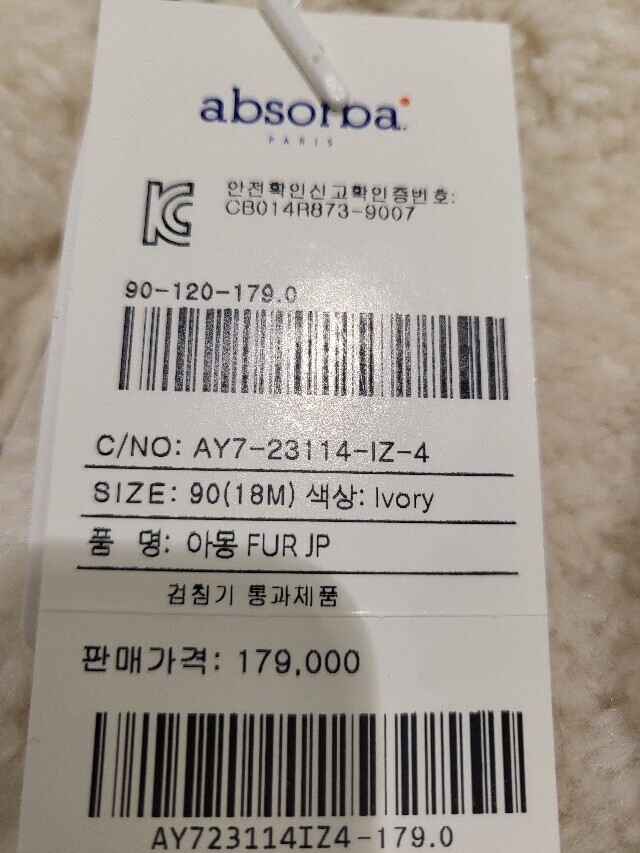 absorba
PARIS
안전확인신고확인증번호:
CB014R873-9007
90-120-179.0
C/NO: AY7-23114-IZ-4
SIZE: 90(18M) 색상: Ivory
품 명: 아몽 FUR JP
검침기 통과제품
판매가격: 179,000
AY723114IZ4-179.0